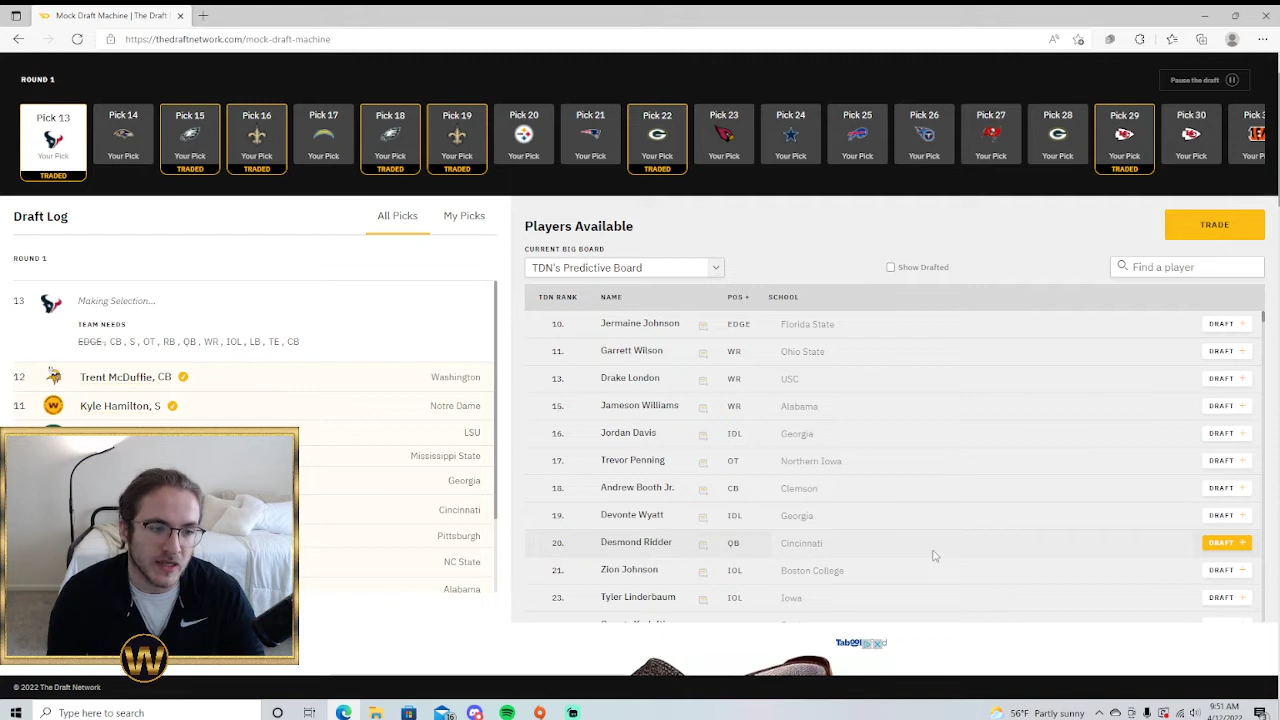 Mock Draft Machine | The Draft
https://thedraftnetwork.com/mock-draft-machine
ROUND 1
Pause the draft
Pick 13 Your Pick TRADED
Pick 14 Your Pick
Pick 15 Your Pick TRADED
Pick 16 Your Pick TRADED
Pick 17 Your Pick
Pick 18 Your Pick TRADED
Pick 19 Your Pick TRADED
Pick 20 Your Pick
Pick 21 Your Pick
Pick 22 Your Pick TRADED
Pick 23 Your Pick
Pick 24 Your Pick
Pick 25 Your Pick
Pick 26 Your Pick
Pick 27 Your Pick
Pick 28 Your Pick
Pick 29 Your Pick TRADED
Pick 30 Your Pick
Pick 31 Your P
Draft Log
All Picks My Picks
ROUND 1
13 Making Selection...
TEAM NEEDS
EDGE , CB , S , OT , RB , QB , WR , IOL , LB , TE , CB
12 Trent McDuffie, CB Washington
11 Kyle Hamilton, S Notre Dame
LSU
Mississippi State
Georgia
Cincinnati
Pittsburgh
NC State
Alabama
Players Available
TRADE
CURRENT BIG BOARD
TDN's Predictive Board
Show Drafted
Find a player
TDN RANK NAME POS + SCHOOL
10. Jermaine Johnson EDGE Florida State DRAFT +
11. Garrett Wilson WR Ohio State DRAFT +
13. Drake London WR USC DRAFT +
15. Jameson Williams WR Alabama DRAFT +
16. Jordan Davis IDL Georgia DRAFT +
17. Trevor Penning OT Northern Iowa DRAFT +
18. Andrew Booth Jr. CB Clemson DRAFT +
19. Devonte Wyatt IDL Georgia DRAFT +
20. Desmond Ridder QB Cincinnati DRAFT +
21. Zion Johnson IOL Boston College DRAFT +
23. Tyler Linderbaum IOL Iowa DRAFT +
W
© 2022 The Draft Network
Type here to search
56°F Partly sunny
9:51 AM